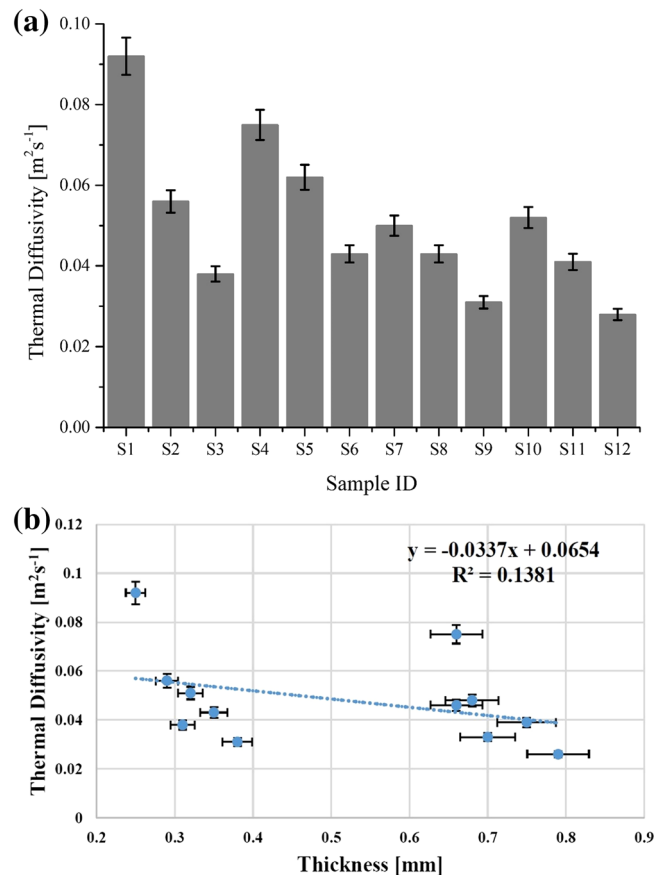 (a)
Thermal Diffusivity [m²s⁻¹]
0.10
0.08
0.06
0.04
0.02
0.00
S1 S2 S3 S4 S5 S6 S7 S8 S9 S10 S11 S12
Sample ID
(b)
Thermal Diffusivity [m²s⁻¹]
0.12
0.1
0.08
0.06
0.04
0.02
0
y = -0.0337x + 0.0654
R² = 0.1381
0.2 0.3 0.4 0.5 0.6 0.7 0.8 0.9
Thickness [mm]